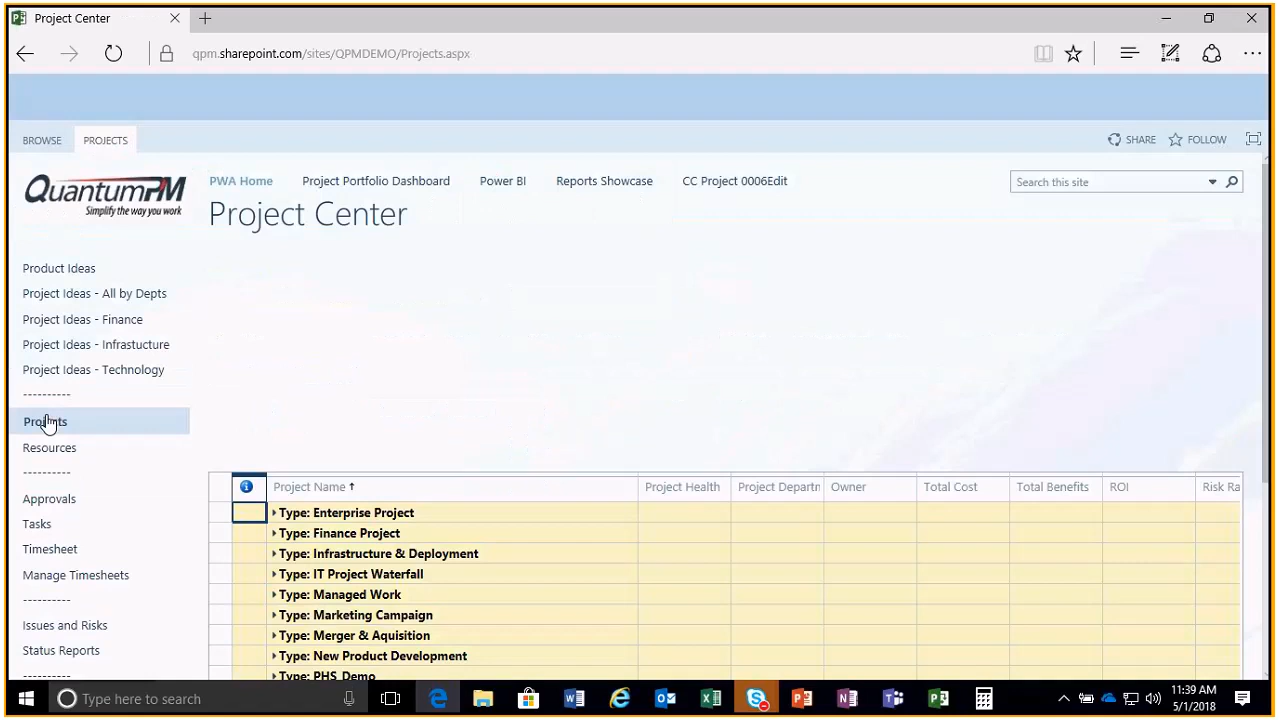 Project Center
qpm.sharepoint.com/sites/QPMDEMO/Projects.aspx
BROWSE PROJECTS SHARE FOLLOW
QuantumPM
Simplify the way you work
PWA Home Project Portfolio Dashboard Power BI Reports Showcase CC Project 0006Edit
Search this site
Project Center
Product Ideas
Project Ideas - All by Depts
Project Ideas - Finance
Project Ideas - Infrastucture
Project Ideas - Technology
----------
Projects
Resources
----------
Approvals
Tasks
Timesheet
Manage Timesheets
----------
Issues and Risks
Status Reports
----------
Project Name Project Health Project Departn Owner Total Cost Total Benefits ROI Risk Ra
Type: Enterprise Project
Type: Finance Project
Type: Infrastructure & Deployment
Type: IT Project Waterfall
Type: Managed Work
Type: Marketing Campaign
Type: Merger & Aquisition
Type: New Product Development
Type: PHS Demo
Type here to search
11:39 AM
5/1/2018